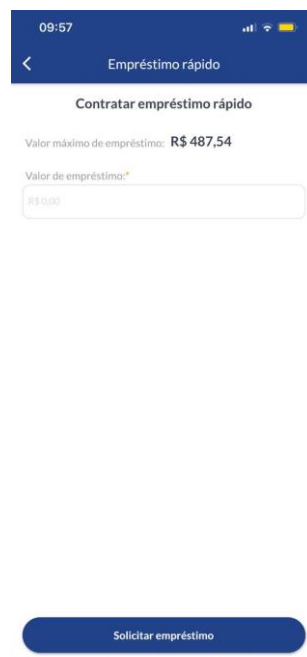 09:57
Empréstimo rápido
Contratar empréstimo rápido
Valor máximo de empréstimo: R$ 487,54
Valor de empréstimo:*
R$ 0,00
Solicitar empréstimo